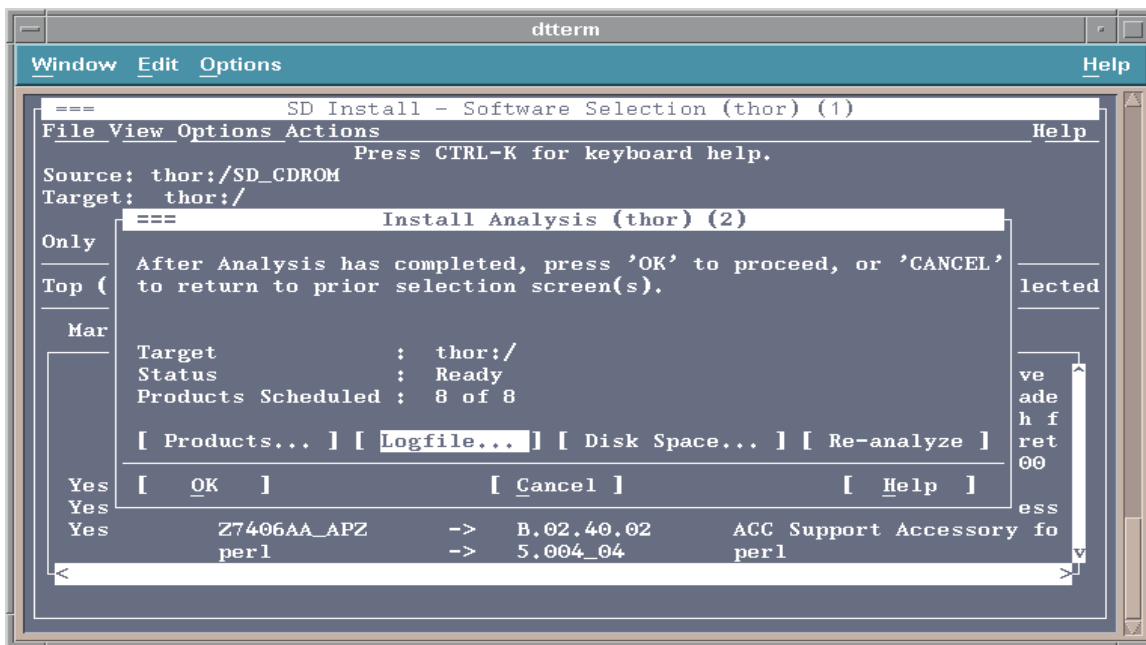 dtterm
Window Edit Options Help
=== SD Install - Software Selection (thor) (1)
File View Options Actions Help
Press CTRL-K for keyboard help.
Source: thor:/SD_CDROM
Target: thor:/
=== Install Analysis (thor) (2)
Only
After Analysis has completed, press 'OK' to proceed, or 'CANCEL'
Top ( to return to prior selection screen(s). lected
Mar
Target : thor:/
Status : Ready ve
Products Scheduled : 8 of 8 ade
h f
[ Products... ] [ Logfile... ] [ Disk Space... ] [ Re-analyze ] ret
00
Yes [ OK ] [ Cancel ] [ Help ]
Yes ess
Yes Z7406AA_APZ -> B.02.40.02 ACC Support Accessory fo
perl -> 5.004_04 perl